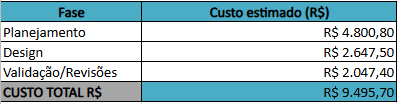 Fase Custo estimado (R$)
Planejamento R$ 4.800,80
Design R$ 2.647,50
Validação/Revisões R$ 2.047,40
CUSTO TOTAL R$ R$ 9.495,70